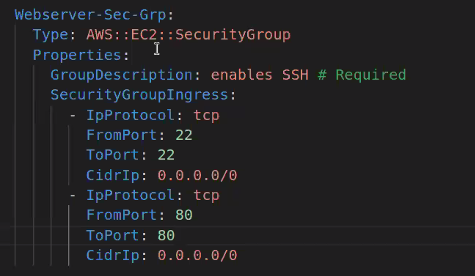 Webserver-Sec-Grp:
  Type: AWS::EC2::SecurityGroup
  Properties:
    GroupDescription: enables SSH # Required
    SecurityGroupIngress:
      - IpProtocol: tcp
        FromPort: 22
        ToPort: 22
        CidrIp: 0.0.0.0/0
      - IpProtocol: tcp
        FromPort: 80
        ToPort: 80
        CidrIp: 0.0.0.0/0